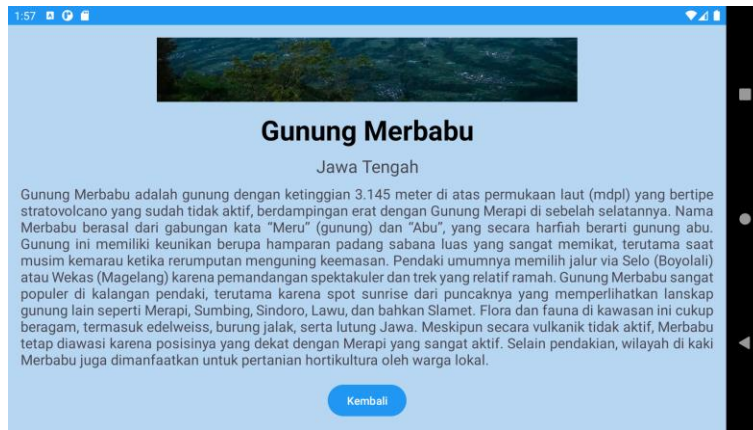 1:57
Gunung Merbabu
Jawa Tengah
Gunung Merbabu adalah gunung dengan ketinggian 3.145 meter di atas permukaan laut (mdpl) yang bertipe
stratovolcano yang sudah tidak aktif, berdampingan erat dengan Gunung Merapi di sebelah selatannya. Nama
Merbabu berasal dari gabungan kata “Meru” (gunung) dan “Abu”, yang secara harfiah berarti gunung abu.
Gunung ini memiliki keunikan berupa hamparan padang sabana luas yang sangat memikat, terutama saat
musim kemarau ketika rerumputan menguning keemasan. Pendaki umumnya memilih jalur via Selo (Boyolali)
atau Wekas (Magelang) karena pemandangan spektakuler dan trek yang relatif ramah. Gunung Merbabu sangat
populer di kalangan pendaki, terutama karena spot sunrise dari puncaknya yang memperlihatkan lanskap
gunung lain seperti Merapi, Sumbing, Sindoro, Lawu, dan bahkan Slamet. Flora dan fauna di kawasan ini cukup
beragam, termasuk edelweiss, burung jalak, serta lutung Jawa. Meskipun secara vulkanik tidak aktif, Merbabu
tetap diawasi karena posisinya yang dekat dengan Merapi yang sangat aktif. Selain pendakian, wilayah di kaki
Merbabu juga dimanfaatkan untuk pertanian hortikultura oleh warga lokal.
Kembali